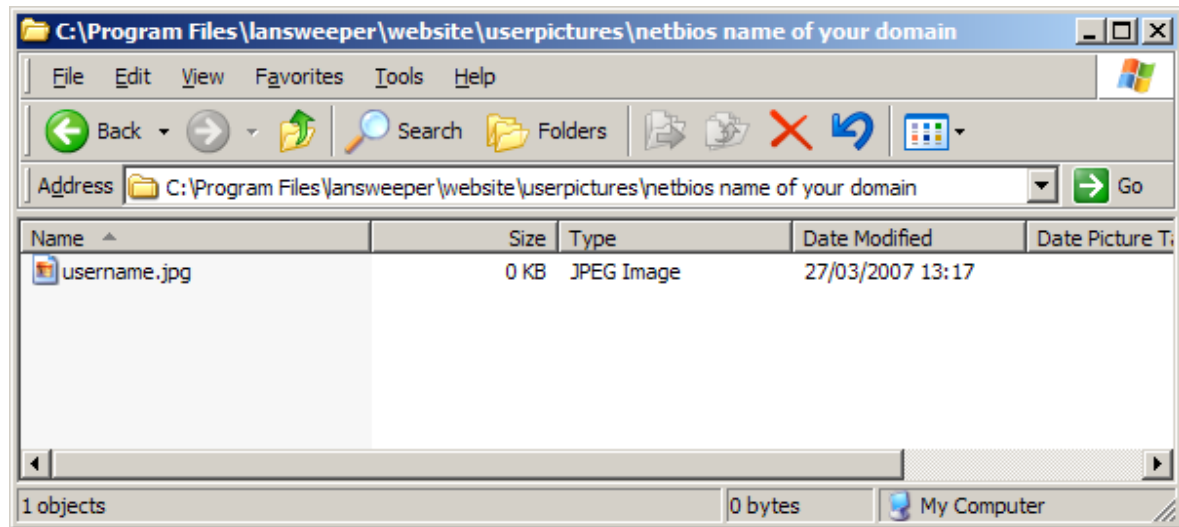 C:\Program Files\lansweeper\website\userpictures\netbios name of your domain
File Edit View Favorites Tools Help
Back Search Folders
Address C:\Program Files\lansweeper\website\userpictures\netbios name of your domain Go
Name Size Type Date Modified Date Picture Ta
username.jpg 0 KB JPEG Image 27/03/2007 13:17
1 objects 0 bytes My Computer